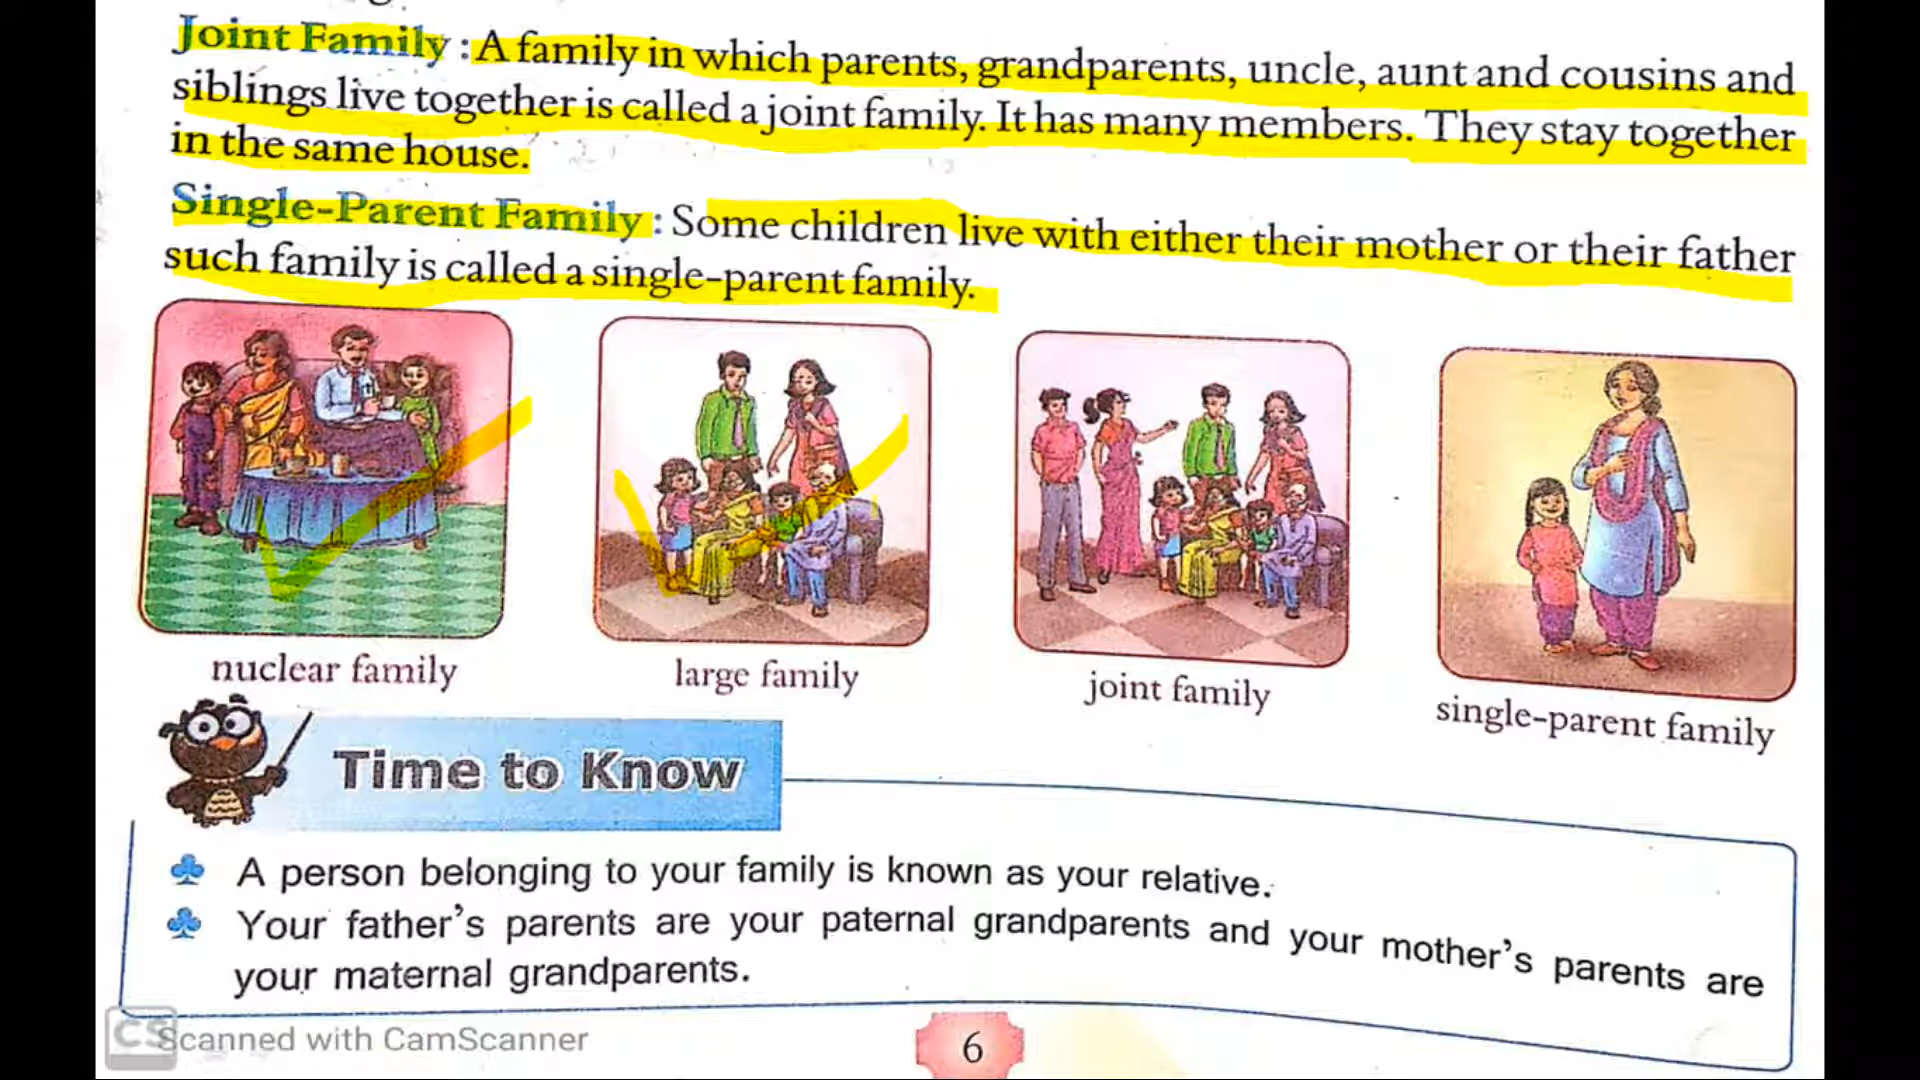 Joint Family : A family in which parents, grandparents, uncle, aunt and cousins and
siblings live together is called a joint family. It has many members. They stay together
in the same house.
Single-Parent Family : Some children live with either their mother or their father
such family is called a single-parent family.
nuclear family
large family
joint family
single-parent family
Time to Know
A person belonging to your family is known as your relative.
Your father's parents are your paternal grandparents and your mother's parents are
your maternal grandparents.
CS Scanned with CamScanner
6